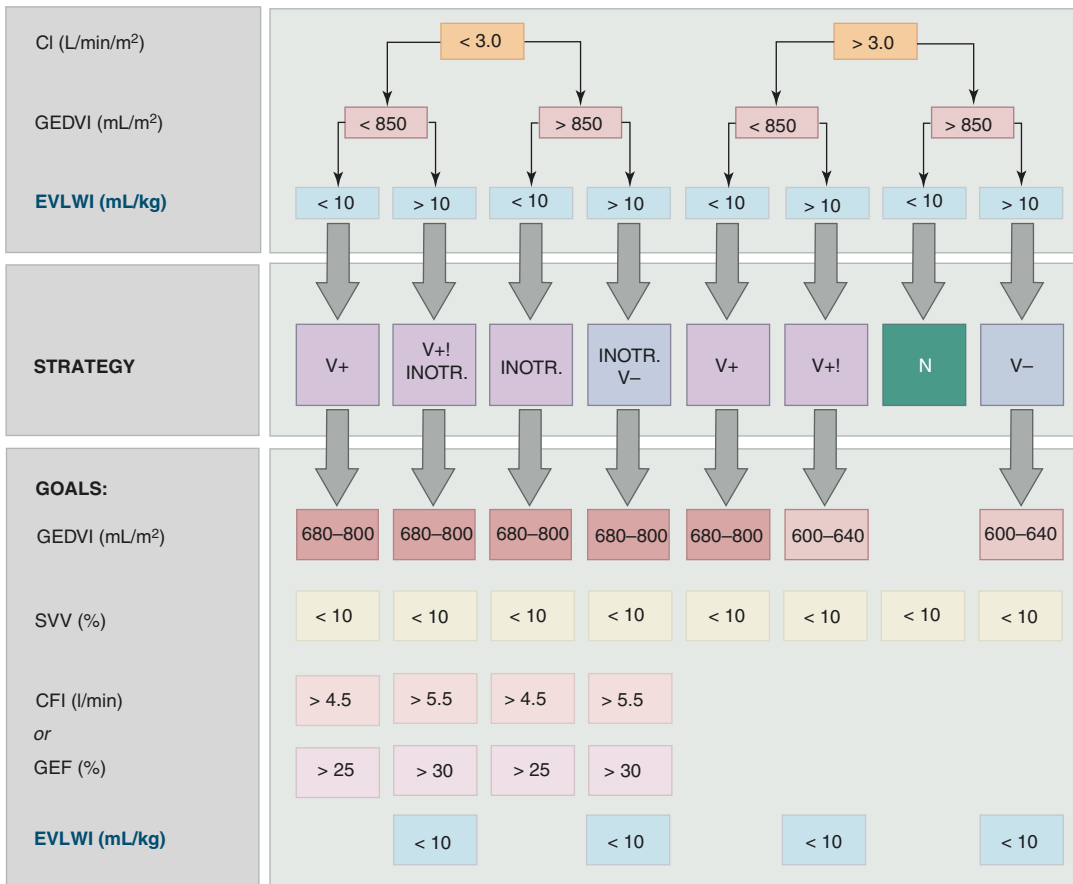 CI (L/min/m²)
< 3.0
> 3.0
GEDVI (mL/m²)
< 850
> 850
< 850
> 850
EVLWI (mL/kg)
< 10
> 10
< 10
> 10
< 10
> 10
< 10
> 10
STRATEGY
V+
V+!
INOTR.
INOTR.
INOTR.
V–
V+
V+!
N
V–
GOALS:
GEDVI (mL/m²)
680–800
680–800
680–800
680–800
680–800
600–640
600–640
SVV (%)
< 10
< 10
< 10
< 10
< 10
< 10
< 10
< 10
CFI (l/min)
> 4.5
> 5.5
> 4.5
> 5.5
or
GEF (%)
> 25
> 30
> 25
> 30
EVLWI (mL/kg)
< 10
< 10
< 10
< 10